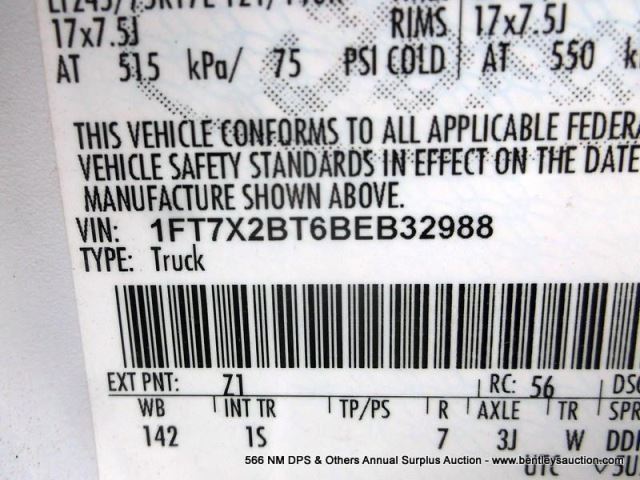 RIMS 17x7.5J
17x7.5J
AT 515 kPa/ 75 PSI COLD AT 550
THIS VEHICLE CONFORMS TO ALL APPLICABLE FEDERA
VEHICLE SAFETY STANDARDS IN EFFECT ON THE DATE
MANUFACTURE SHOWN ABOVE.
VIN: 1FT7X2BT6BEB32988
TYPE: Truck
EXT PNT: Z1 RC: 56
WB INT TR TP/PS R AXLE TR SPR
142 1S 7 3J W
566 NM DPS & Others Annual Surplus Auction - www.bentleysauction.com